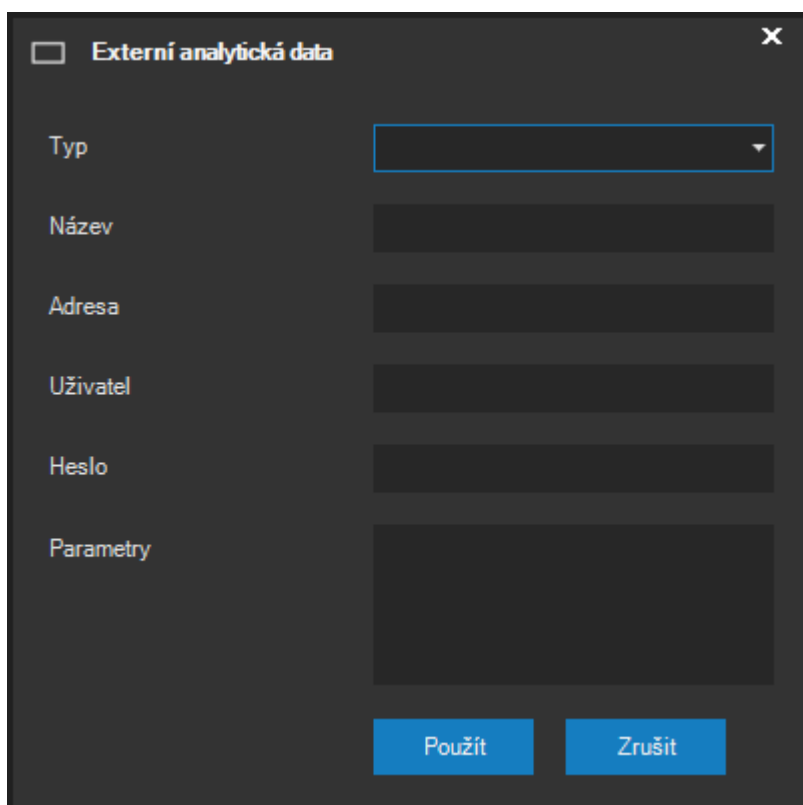 Externí analytická data
Typ
Název
Adresa
Uživatel
Heslo
Parametry
Použít
Zrušit